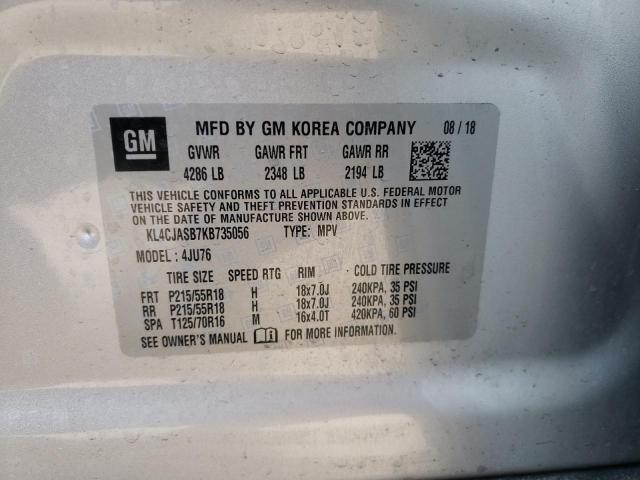 GM MFD BY GM KOREA COMPANY 08 / 18
GVWR GAWR FRT GAWR RR
4286 LB 2348 LB 2194 LB
THIS VEHICLE CONFORMS TO ALL APPLICABLE U.S. FEDERAL MOTOR
VEHICLE SAFETY AND THEFT PREVENTION STANDARDS IN EFFECT ON
THE DATE OF MANUFACTURE SHOWN ABOVE.
KL4CJASB7KB735056 TYPE: MPV
MODEL : 4JU76
TIRE SIZE SPEED RTG RIM COLD TIRE PRESSURE
FRT P215/55R18 H 18x7.0J 240KPA, 35 PSI
RR P215/55R18 H 18x7.0J 240KPA, 35 PSI
SPA T125/70R16 M 16x4.0T 420KPA, 60 PSI
SEE OWNER'S MANUAL FOR MORE INFORMATION.